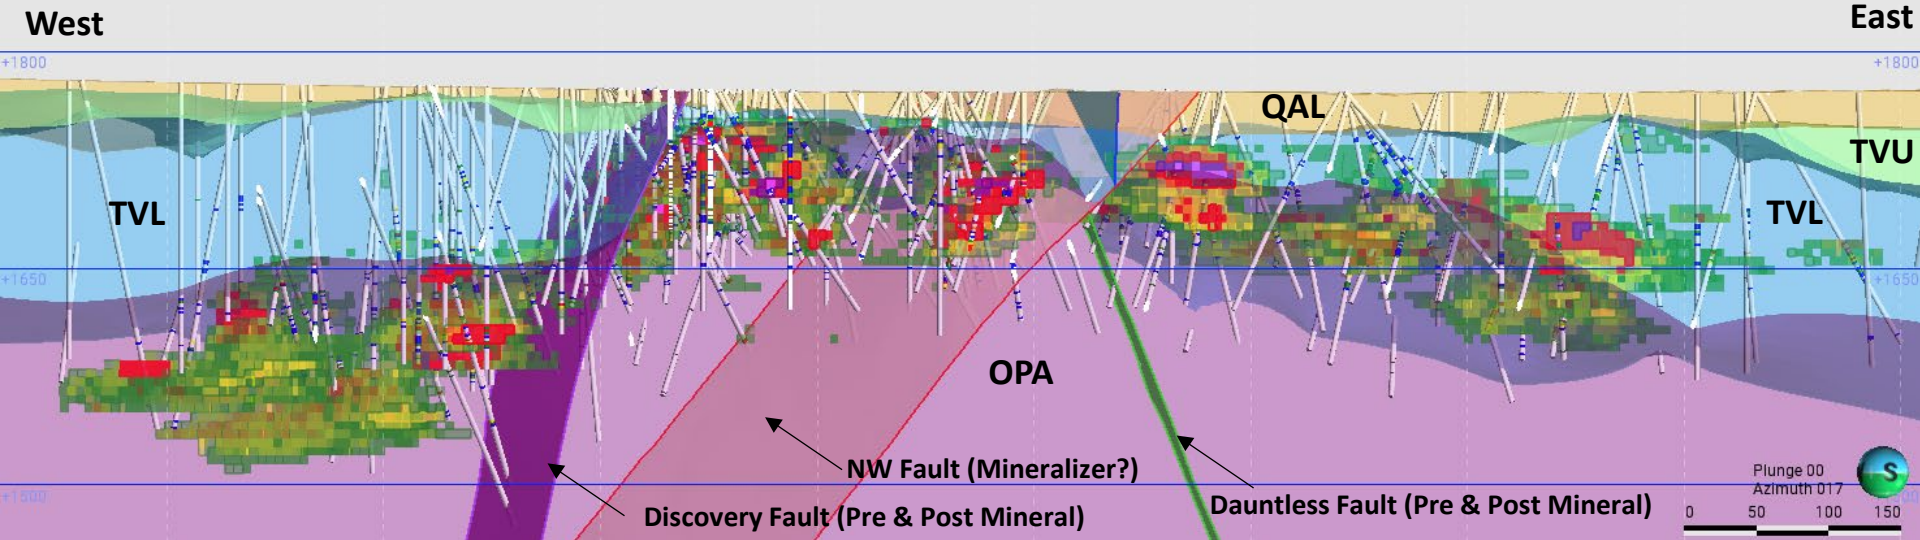 West
East
+1800
+1800
QAL
TVU
TVL
TVL
+1650
+1650
OPA
NW Fault (Mineralizer?)
Plunge 00
Azimuth 017
S
+1500
Dauntless Fault (Pre & Post Mineral)
Discovery Fault (Pre & Post Mineral)
0 50 100 150